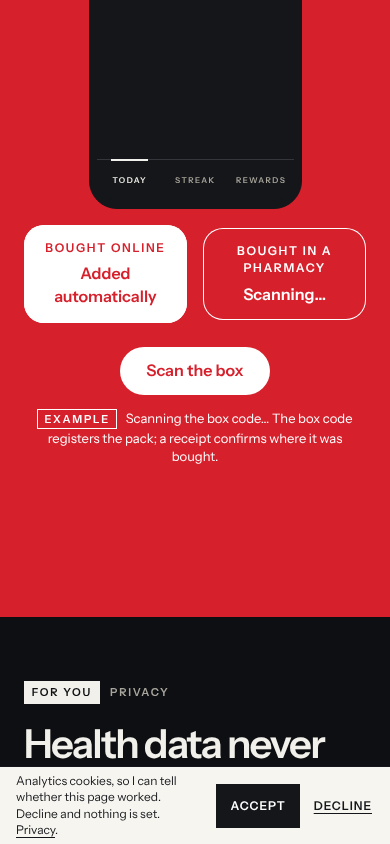 TODAY STREAK REWARDS
BOUGHT ONLINE
Added
automatically
BOUGHT IN A
PHARMACY
Scanning...
Scan the box
EXAMPLE Scanning the box code... The box code
registers the pack; a receipt confirms where it was
bought.
FOR YOU PRIVACY
Health data never
Analytics cookies, so I can tell
whether this page worked.
Decline and nothing is set.
Privacy.
ACCEPT DECLINE